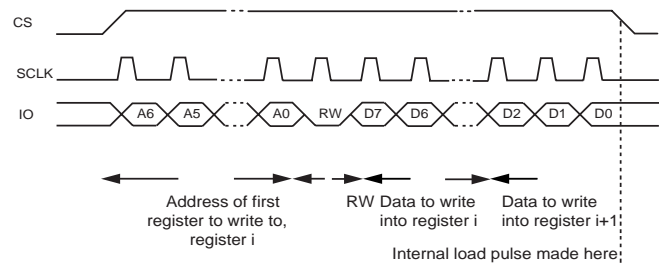 CS
SCLK
IO A6 A5 A0 RW D7 D6 D2 D1 D0
Address of first RW Data to write Data to write
register to write to, into register i into register i+1
register i
Internal load pulse made here